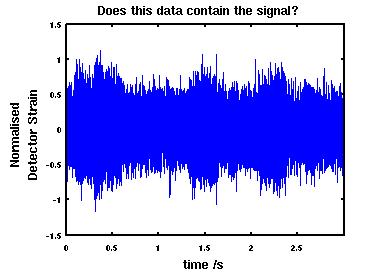 Does this data contain the signal?
1.5
1
0.5
0
-0.5
-1
-1.5
Normalised
Detector Strain
0 0.5 1 1.5 2 2.5
time /s